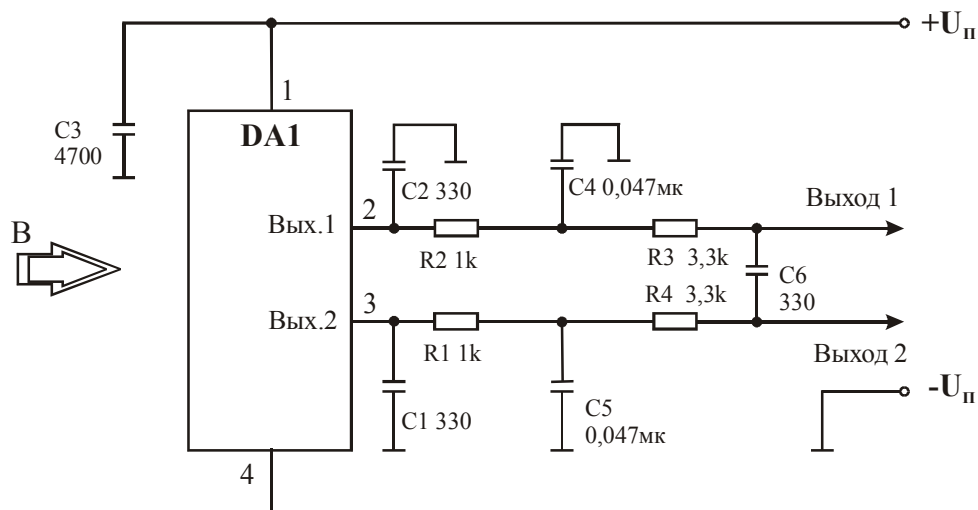 +Uп
1
DA1
C3
4700
C2 330
C4 0,047мк
В
Вых.1
2
R2 1k
R3 3,3k
Выход 1
C6
330
Вых.2
3
R1 1k
R4 3,3k
Выход 2
C1 330
C5
0,047мк
-Uп
4